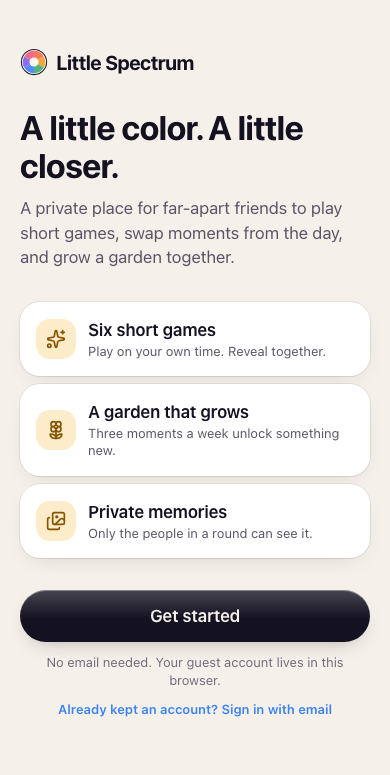 Little Spectrum
A little color. A little
closer.
A private place for far-apart friends to play
short games, swap moments from the day,
and grow a garden together.
Six short games
Play on your own time. Reveal together.
A garden that grows
Three moments a week unlock something
new.
Private memories
Only the people in a round can see it.
Get started
No email needed. Your guest account lives in this
browser.
Already kept an account? Sign in with email